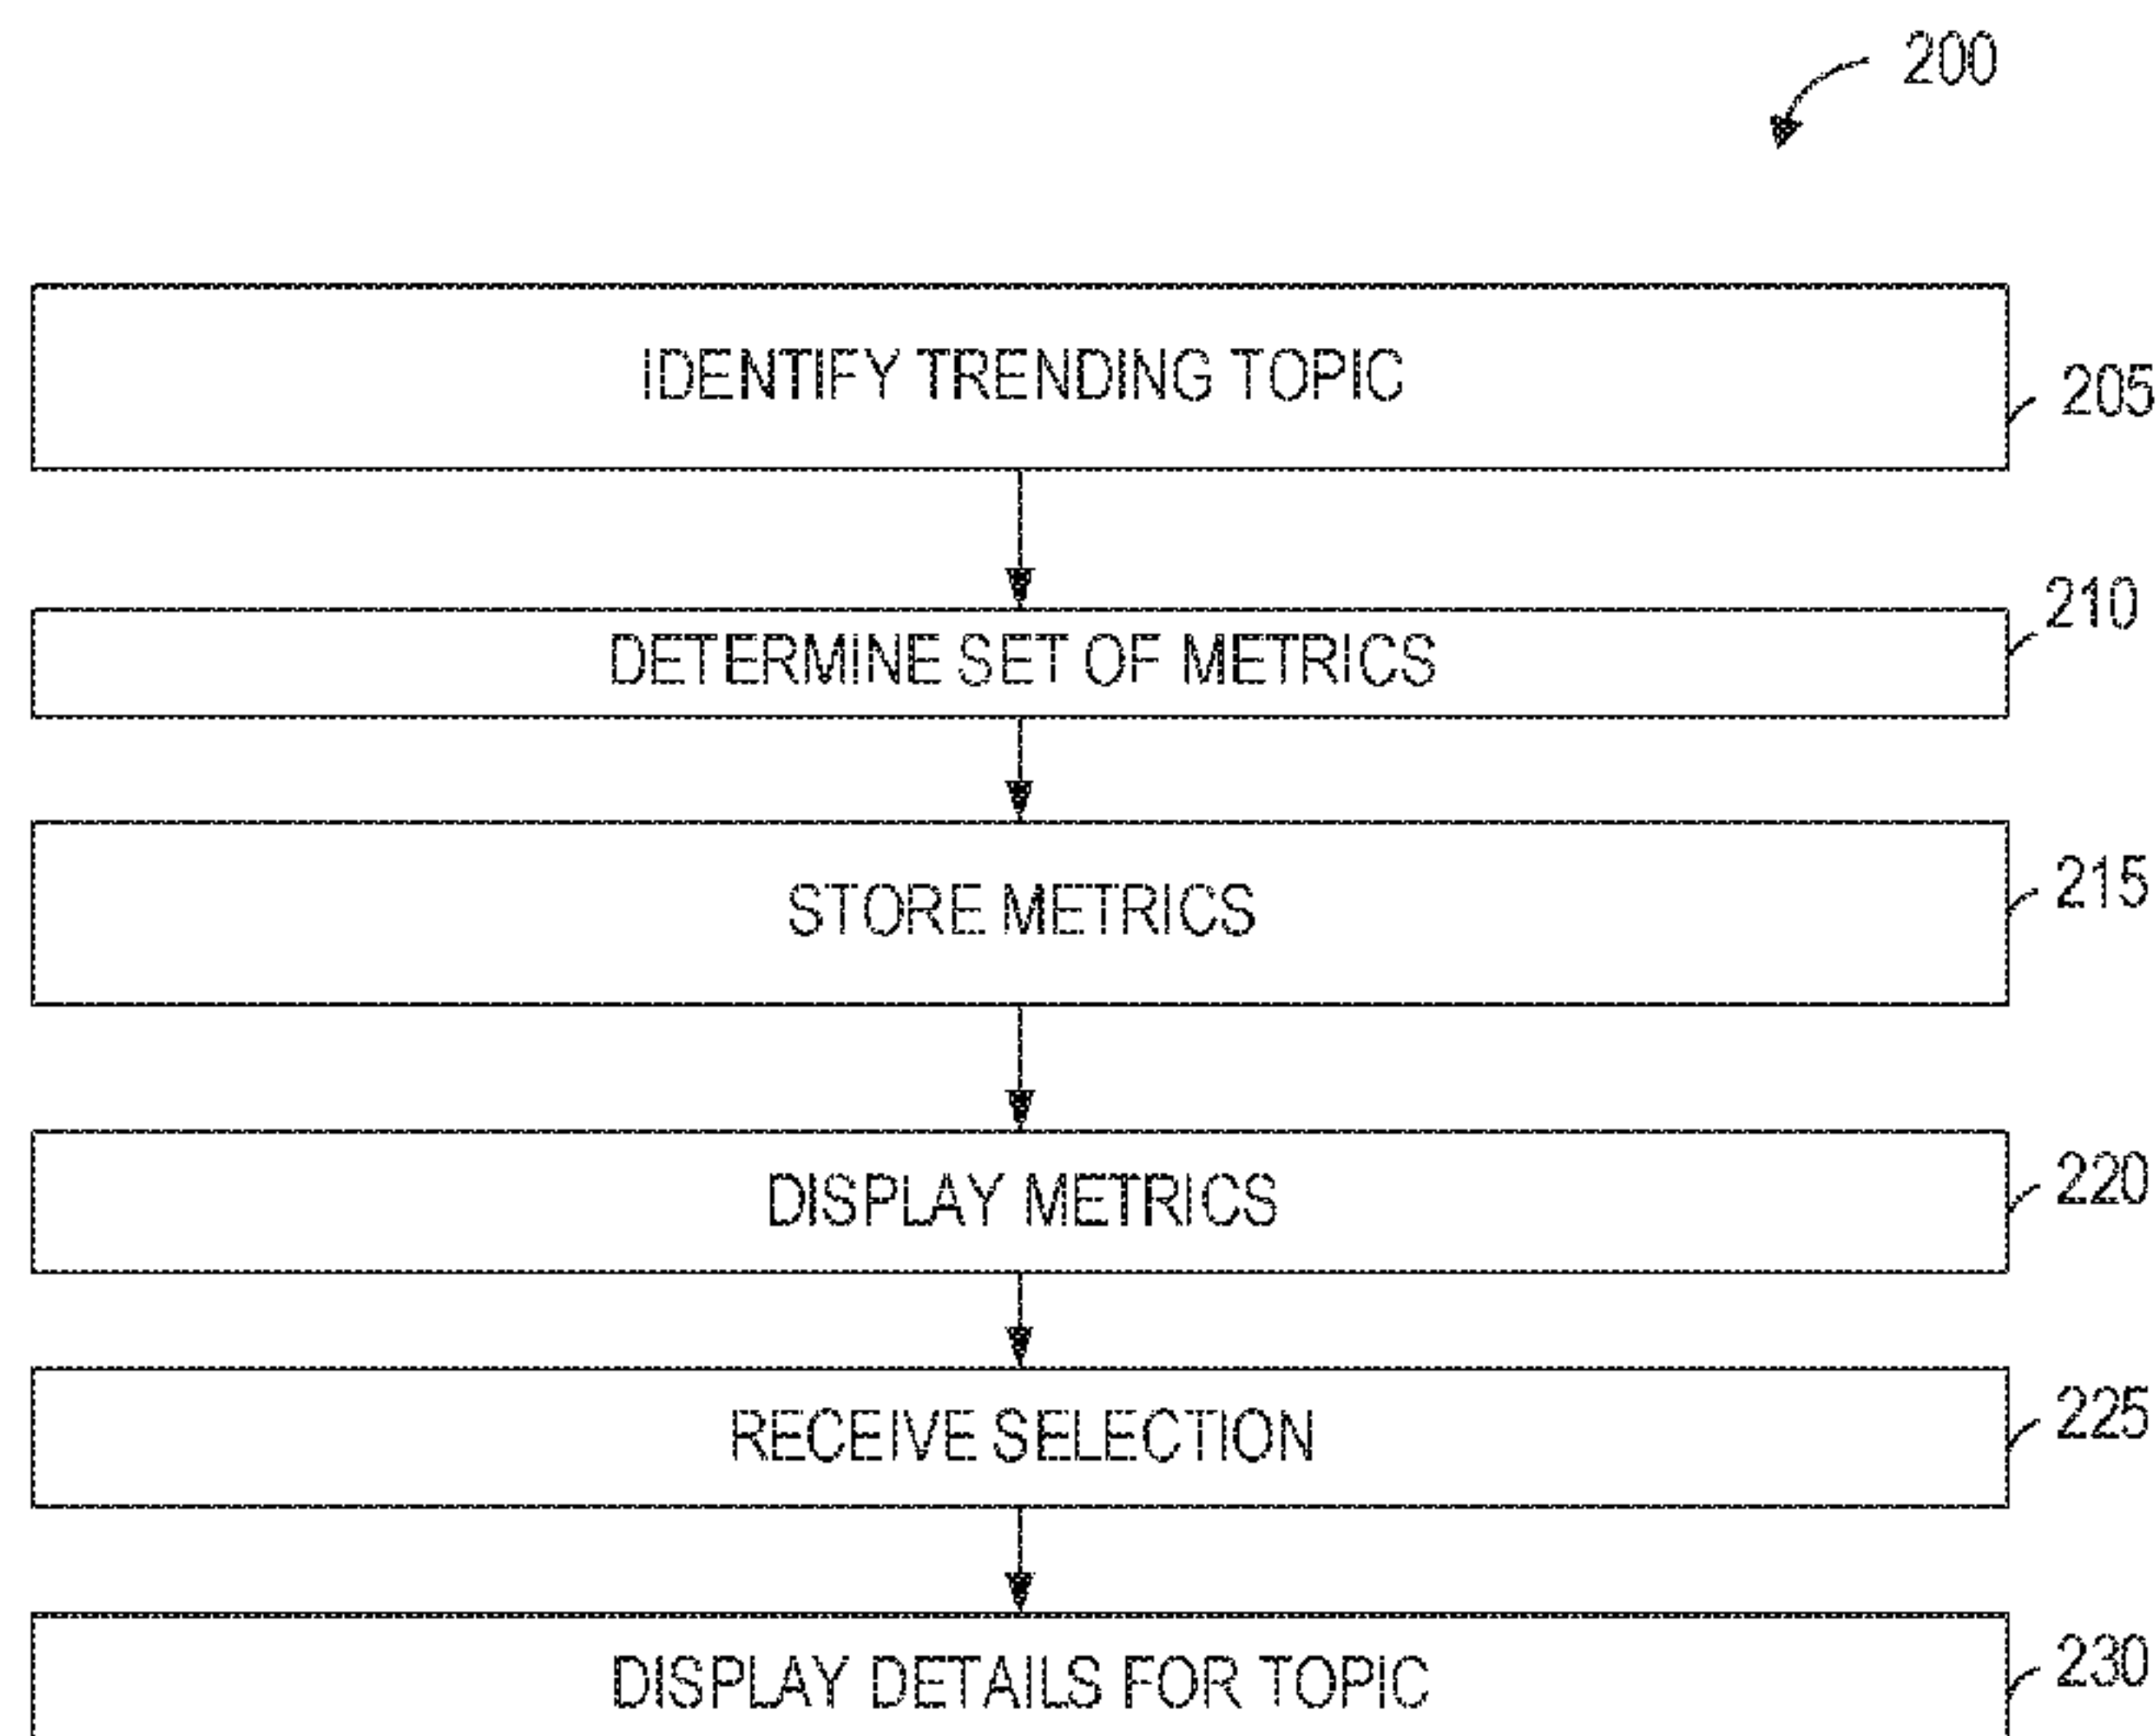 200
IDENTIFY TRENDING TOPIC
205
DETERMINE SET OF METRICS
210
STORE METRICS
215
DISPLAY METRICS
220
RECEIVE SELECTION
225
DISPLAY DETAILS FOR TOPIC
230